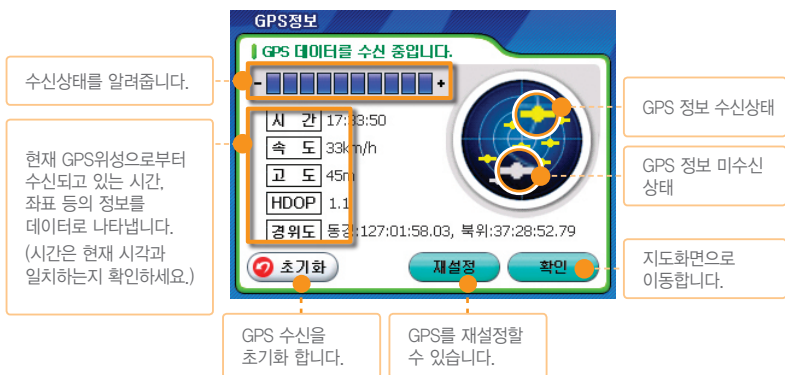 GPS정보
GPS 데이터를 수신 중입니다.
- +
시 간 17:33:50
속 도 33km/h
고 도 45m
HDOP 1.1
경위도 동경:127:01:58.03, 북위:37:28:52.79
초기화
재설정
확인
수신상태를 알려줍니다.
현재 GPS위성으로부터
수신되고 있는 시간,
좌표 등의 정보를
데이터로 나타냅니다.
(시간은 현재 시각과
일치하는지 확인하세요.)
GPS 정보 수신상태
GPS 정보 미수신
상태
지도화면으로
이동합니다.
GPS 수신을
초기화 합니다.
GPS를 재설정할
수 있습니다.